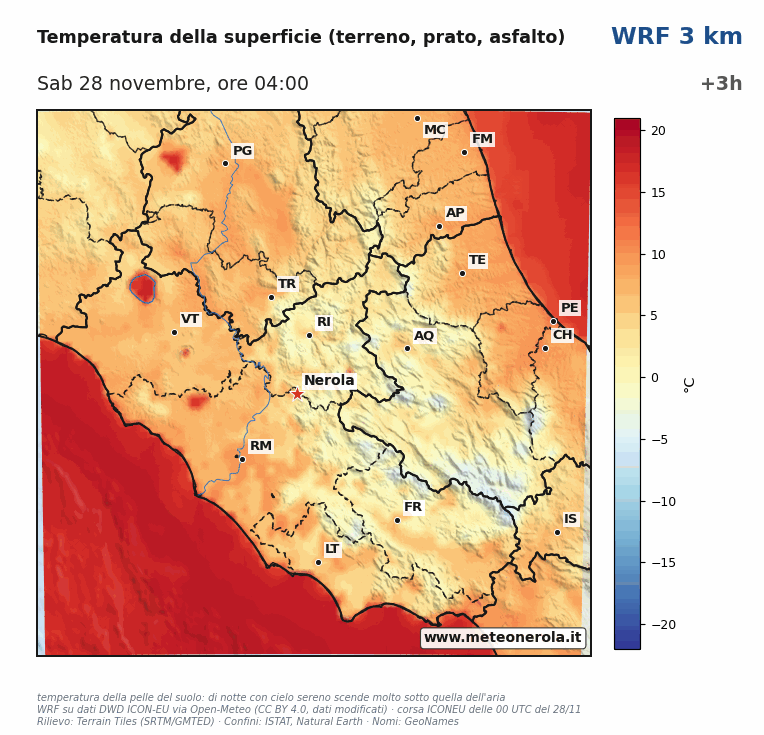 Temperatura della superficie (terreno, prato, asfalto)
WRF 3 km
Sab 28 novembre, ore 04:00
+3h
MC
FM
PG
AP
TE
TR
PE
VT
RI
AQ
CH
Nerola
RM
FR
IS
LT
www.meteonerola.it
20
15
10
5
0
−5
−10
−15
−20
°C
temperatura della pelle del suolo: di notte con cielo sereno scende molto sotto quella dell'aria
WRF su dati DWD ICON-EU via Open-Meteo (CC BY 4.0, dati modificati) · corsa ICONEU delle 00 UTC del 28/11
Rilievo: Terrain Tiles (SRTM/GMTED) · Confini: ISTAT, Natural Earth · Nomi: GeoNames